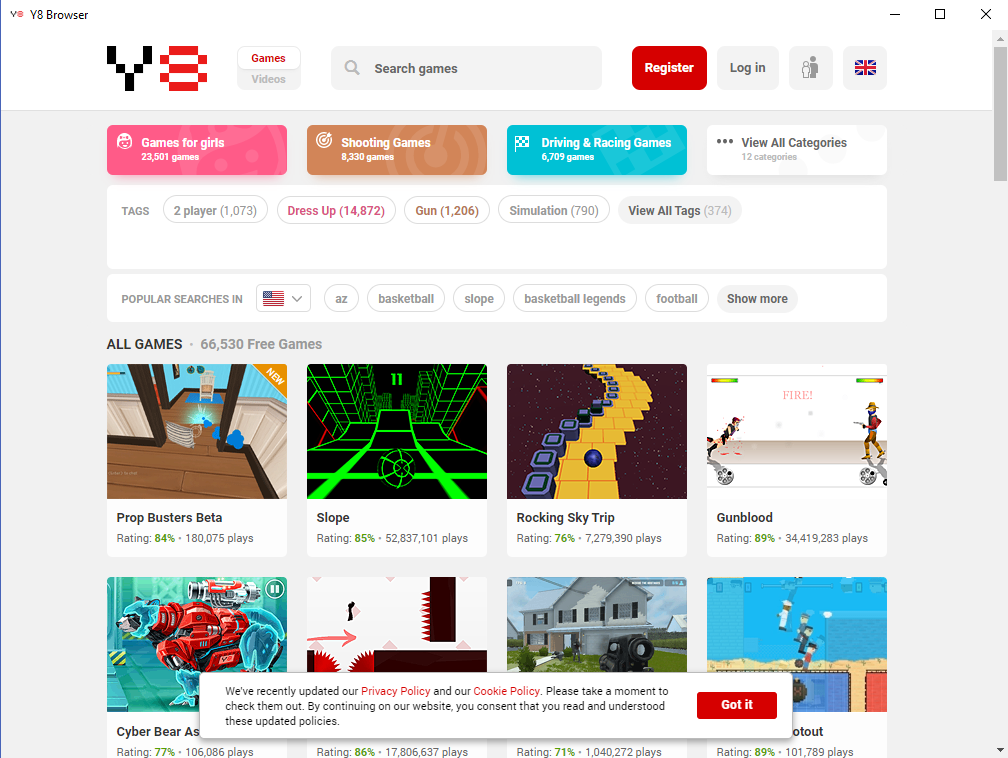 Y8 Browser
Y8
Games
Videos
Search games
Register
Log in
Games for girls
23,501 games
Shooting Games
8,330 games
Driving & Racing Games
6,709 games
View All Categories
12 categories
TAGS
2 player (1,073)
Dress Up (14,872)
Gun (1,206)
Simulation (790)
View All Tags (374)
POPULAR SEARCHES IN
az
basketball
slope
basketball legends
football
Show more
ALL GAMES • 66,530 Free Games
NEW
11
FIRE!
Prop Busters Beta
Rating: 84% • 180,075 plays
Slope
Rating: 85% • 52,837,101 plays
Rocking Sky Trip
Rating: 76% • 7,279,390 plays
Gunblood
Rating: 89% • 34,419,283 plays
Cyber Bear As
Rating: 77% • 106,086 plays
Rating: 86% • 17,806,637 plays
Rating: 71% • 1,040,272 plays
otout
Rating: 89% • 101,789 plays
We've recently updated our Privacy Policy and our Cookie Policy. Please take a moment to
check them out. By continuing on our website, you consent that you read and understood
these updated policies.
Got it